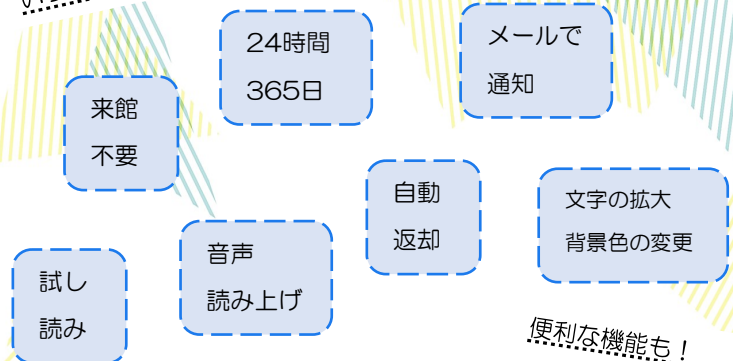 24時間
365日
メールで
通知
来館
不要
自動
返却
文字の拡大
背景色の変更
音声
読み上げ
試し
読み
便利な機能も！